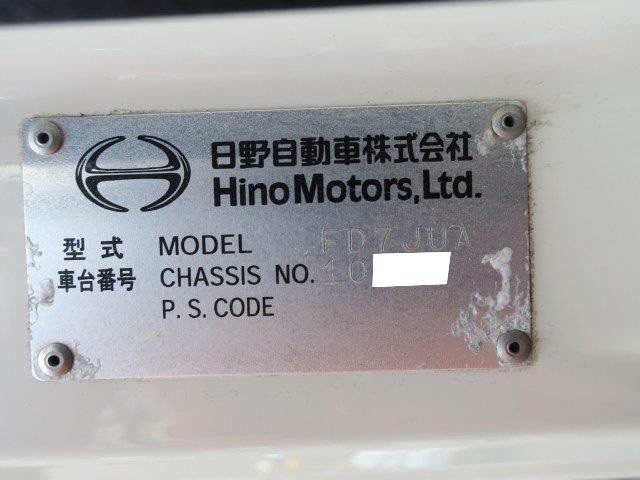 日野自動車株式会社
Hino Motors, Ltd.
型式 MODEL FD7JUA
車台番号 CHASSIS NO. 10
P.S.CODE